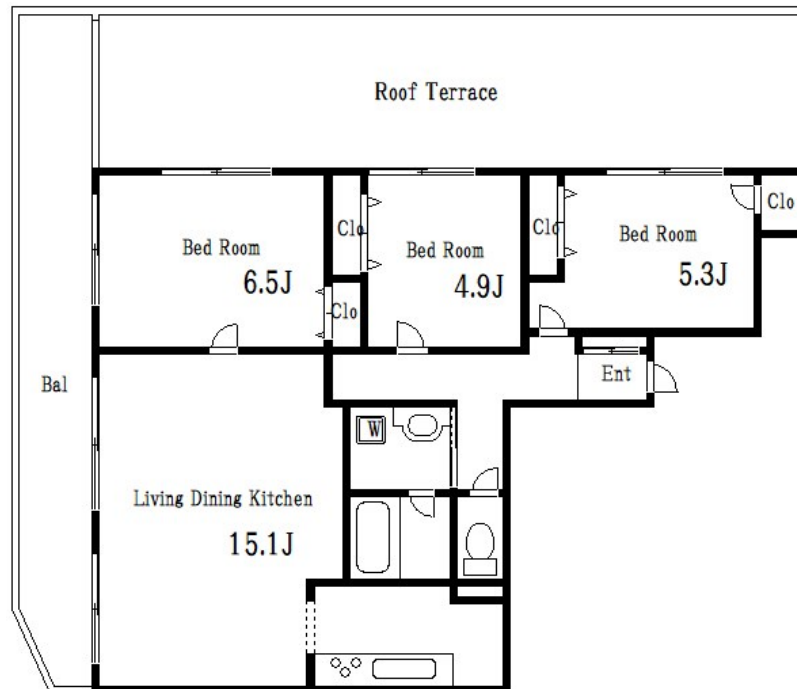 Roof Terrace
Bed Room
6.5J
Clo
Clo
Bed Room
4.9J
Clo
Bed Room
5.3J
Clo
Ent
Bal
W
Living Dining Kitchen
15.1J